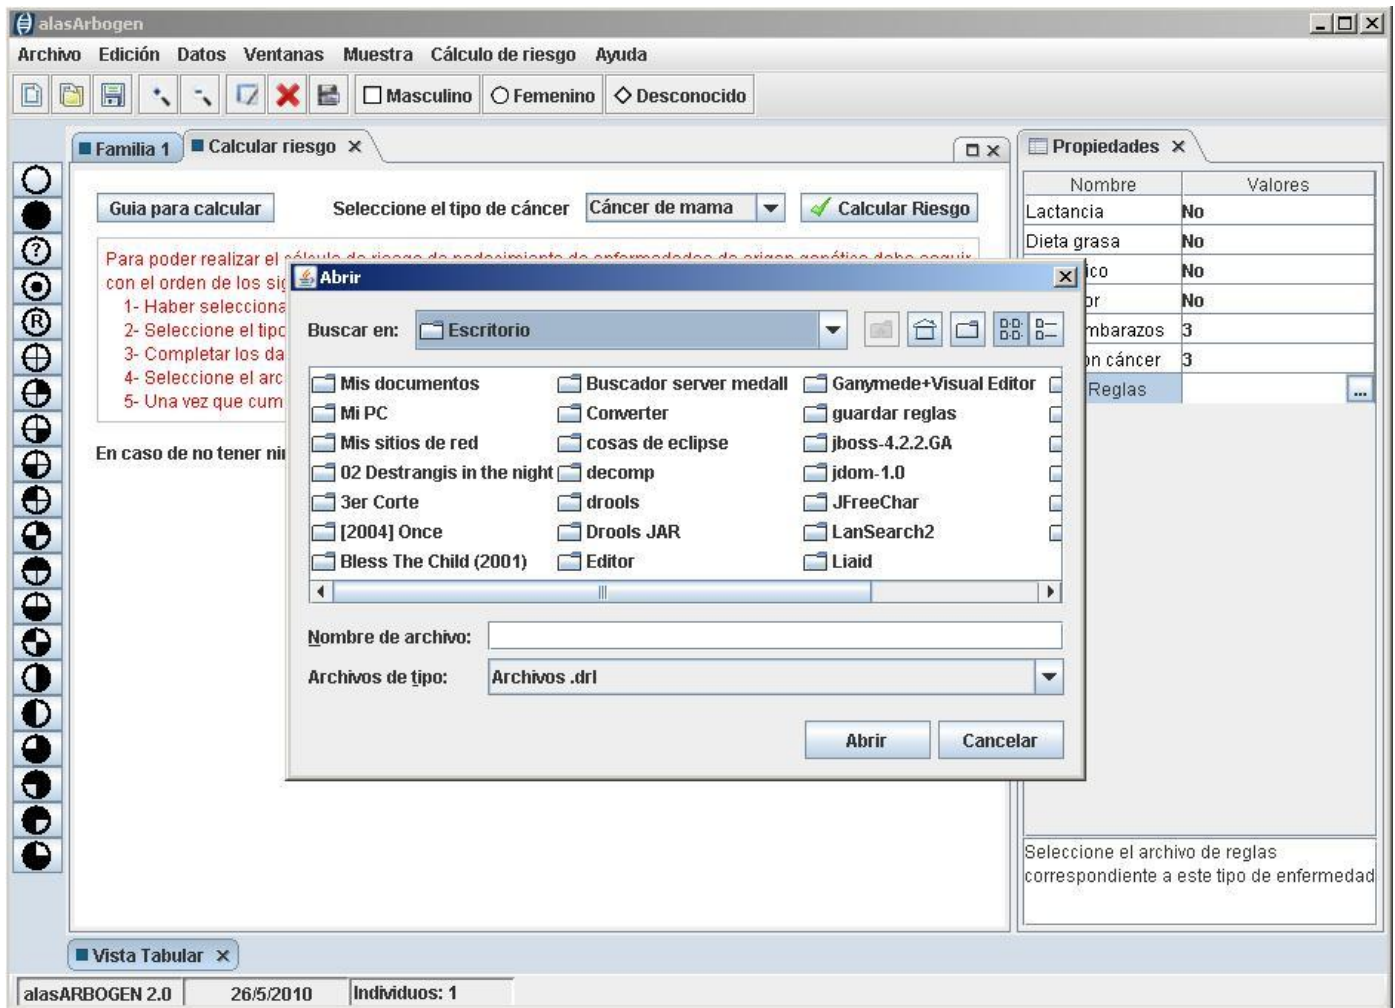 alasArbogen
Archivo Edición Datos Ventanas Muestra Cálculo de riesgo Ayuda
Masculino Femenino Desconocido
Familia 1 Calcular riesgo
Propiedades
Guia para calcular Seleccione el tipo de cáncer Cáncer de mama Calcular Riesgo
Nombre Valores
Lactancia No
Dieta grasa No
No
No
3
cáncer 3
Reglas ...
Para poder realizar el
con el orden de los
1- Haber
2- Seleccione el
3- Completar los
4- Seleccione el
5- Una vez que
En caso de no tener
Abrir
Buscar en: Escritorio
Mis documentos Buscador server medall Ganymede+Visual Editor
Mi PC Converter guardar reglas
Mis sitios de red cosas de eclipse jboss-4.2.2.GA
02 Destrangis in the night decomp jdom-1.0
3er Corte drools JFreeChar
[2004] Once Drools JAR LanSearch2
Bless The Child (2001) Editor Liaid
Nombre de archivo:
Archivos de tipo: Archivos .drl
Abrir Cancelar
Seleccione el archivo de reglas
correspondiente a este tipo de enfermedad
Vista Tabular
alasARBOGEN 2.0 26/5/2010 Individuos: 1